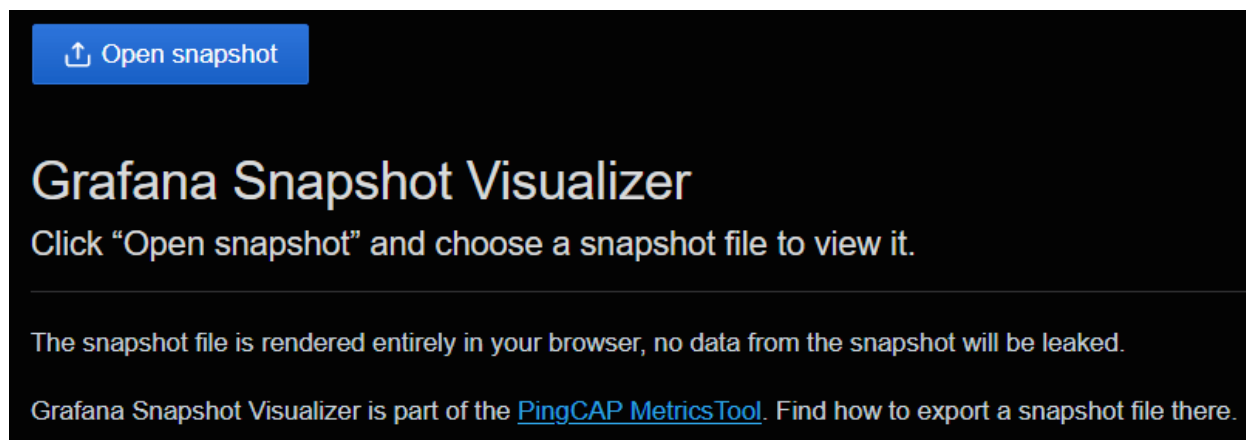 Open snapshot
Grafana Snapshot Visualizer
Click “Open snapshot” and choose a snapshot file to view it.
The snapshot file is rendered entirely in your browser, no data from the snapshot will be leaked.
Grafana Snapshot Visualizer is part of the PingCAP MetricsTool. Find how to export a snapshot file there.